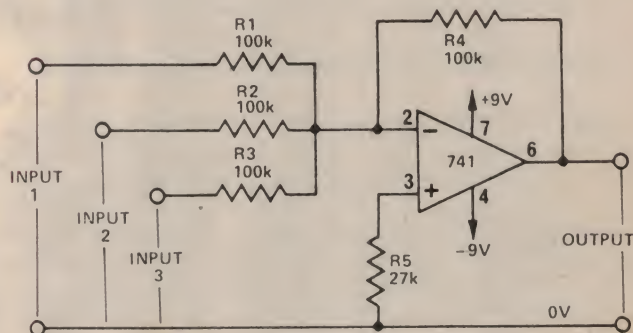 R1
100k
R4
100k
R2
100k
+9V
2
−
7
R3
100k
741
6
3
+
4
INPUT
1
INPUT
2
INPUT
3
−9V
OUTPUT
R5
27k
0V